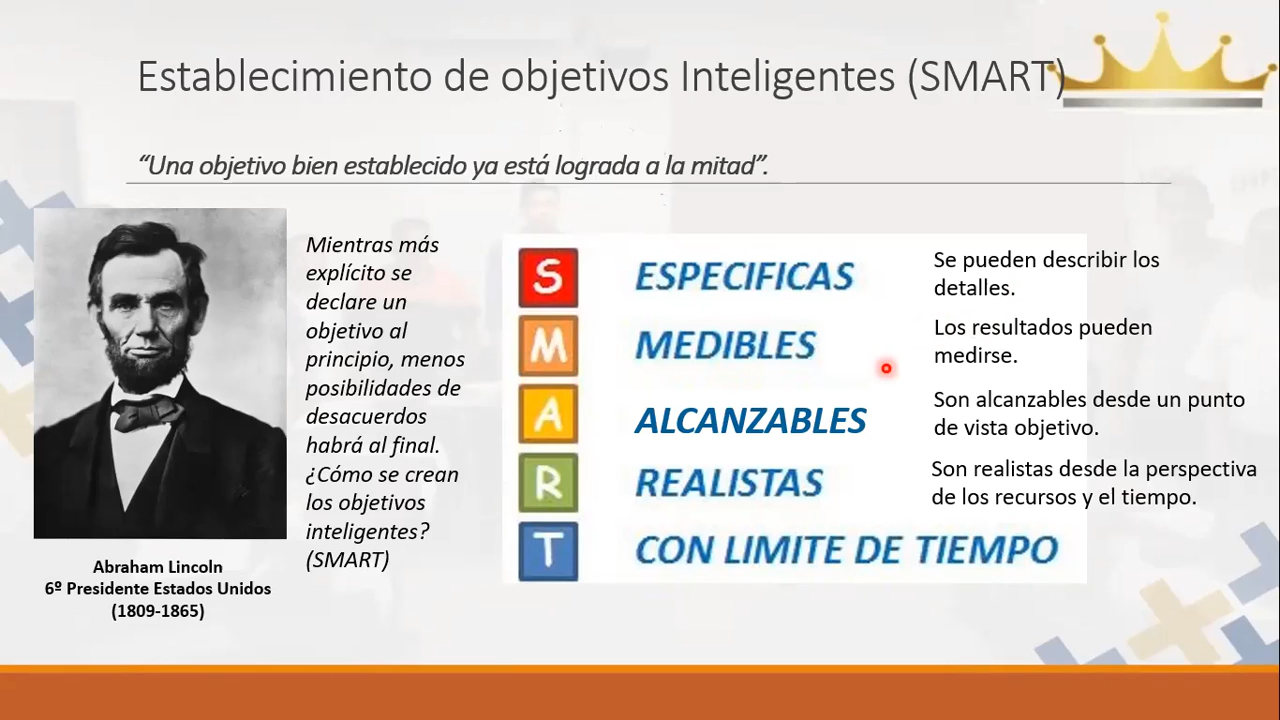 Establecimiento de objetivos Inteligentes (SMART)
“Una objetivo bien establecido ya está lograda a la mitad”.
Mientras más
explícito se
declare un
objetivo al
principio, menos
posibilidades de
desacuerdos
habrá al final.
¿Cómo se crean
los objetivos
inteligentes?
(SMART)
Abraham Lincoln
6º Presidente Estados Unidos
(1809-1865)
S ESPECIFICAS
Se pueden describir los
detalles.
M MEDIBLES
Los resultados pueden
medirse.
A ALCANZABLES
Son alcanzables desde un punto
de vista objetivo.
R REALISTAS
Son realistas desde la perspectiva
de los recursos y el tiempo.
T CON LIMITE DE TIEMPO